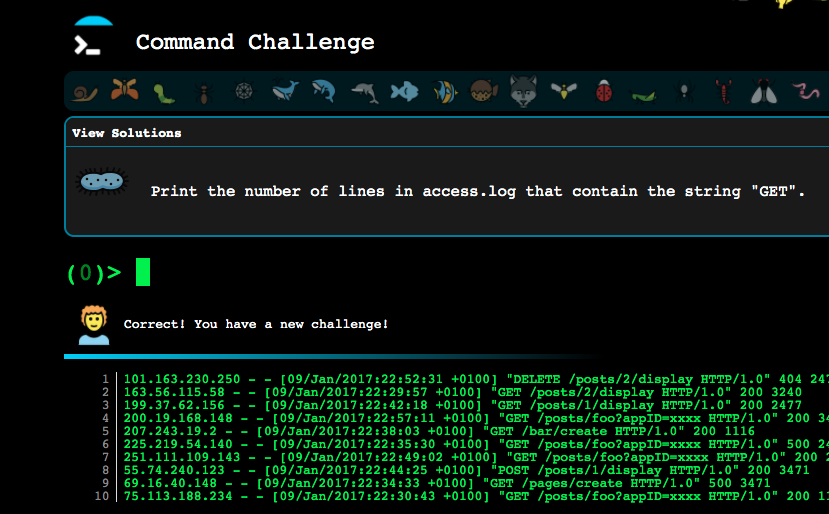 Command Challenge
View Solutions
Print the number of lines in access.log that contain the string "GET".
(0)>
Correct! You have a new challenge!
1 101.163.230.250 - - [09/Jan/2017:22:52:31 +0100] "DELETE /posts/2/display HTTP/1.0" 404 247
2 163.56.115.58 - - [09/Jan/2017:22:29:57 +0100] "GET /posts/2/display HTTP/1.0" 200 3240
3 199.37.62.156 - - [09/Jan/2017:22:42:18 +0100] "GET /posts/1/display HTTP/1.0" 200 2477
4 200.19.168.148 - - [09/Jan/2017:22:57:11 +0100] "GET /posts/foo?appID=xxxx HTTP/1.0" 200 34
5 207.243.19.2 - - [09/Jan/2017:22:38:03 +0100] "GET /bar/create HTTP/1.0" 200 1116
6 225.219.54.140 - - [09/Jan/2017:22:35:30 +0100] "GET /posts/foo?appID=xxxx HTTP/1.0" 500 24
7 251.111.109.143 - - [09/Jan/2017:22:49:02 +0100] "GET /posts/foo?appID=xxxx HTTP/1.0" 200 2
8 55.74.240.123 - - [09/Jan/2017:22:44:25 +0100] "POST /posts/1/display HTTP/1.0" 200 3471
9 69.16.40.148 - - [09/Jan/2017:22:34:33 +0100] "GET /pages/create HTTP/1.0" 500 3471
10 75.113.188.234 - - [09/Jan/2017:22:30:43 +0100] "GET /posts/foo?appID=xxxx HTTP/1.0" 200 11